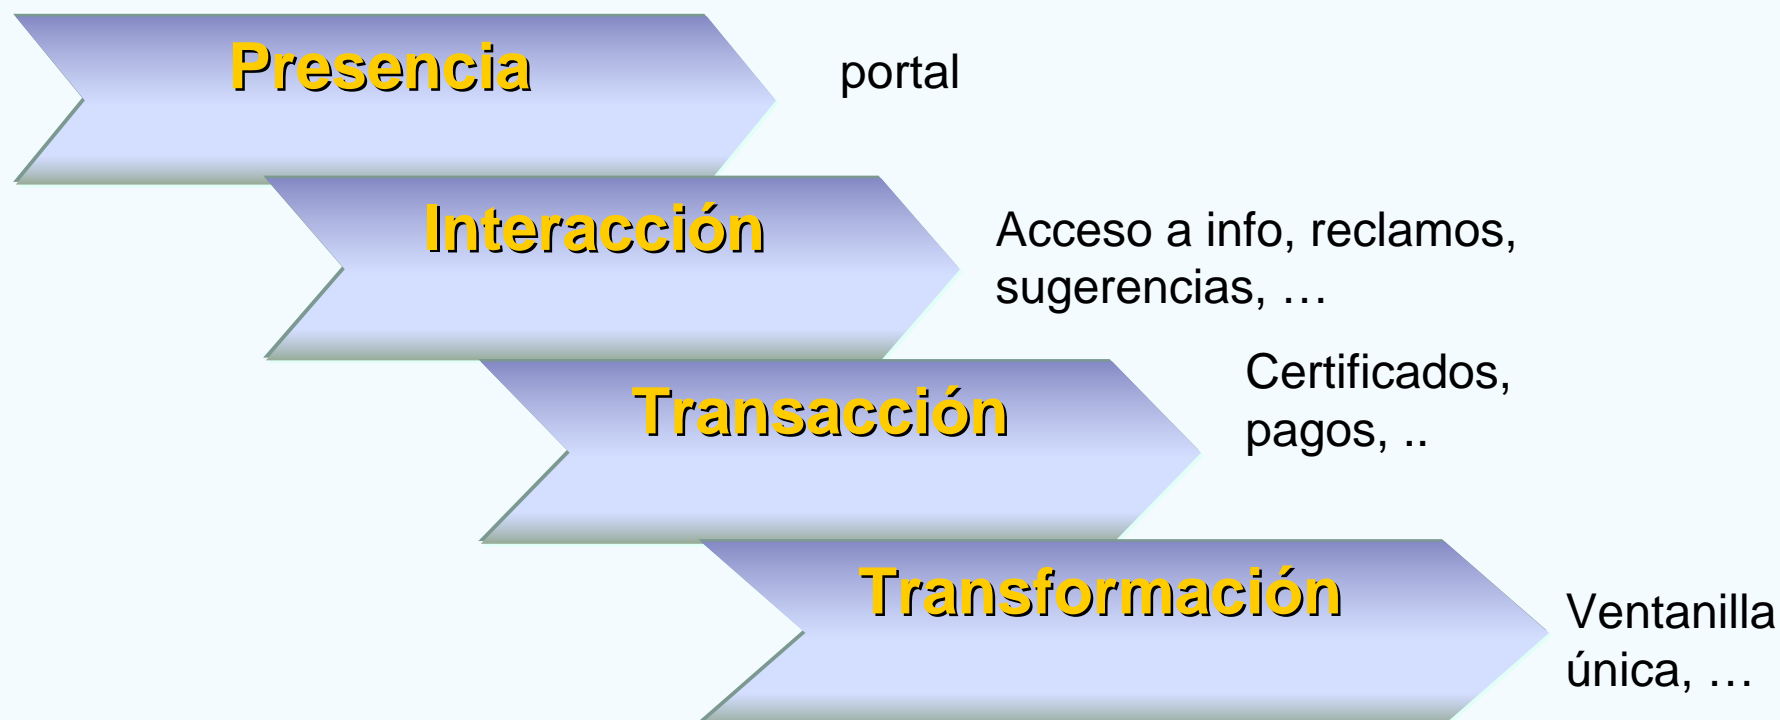 Presencia
portal
Interacción
Acceso a info, reclamos,
sugerencias, …
Transacción
Certificados,
pagos, ..
Transformación
Ventanilla
única, …